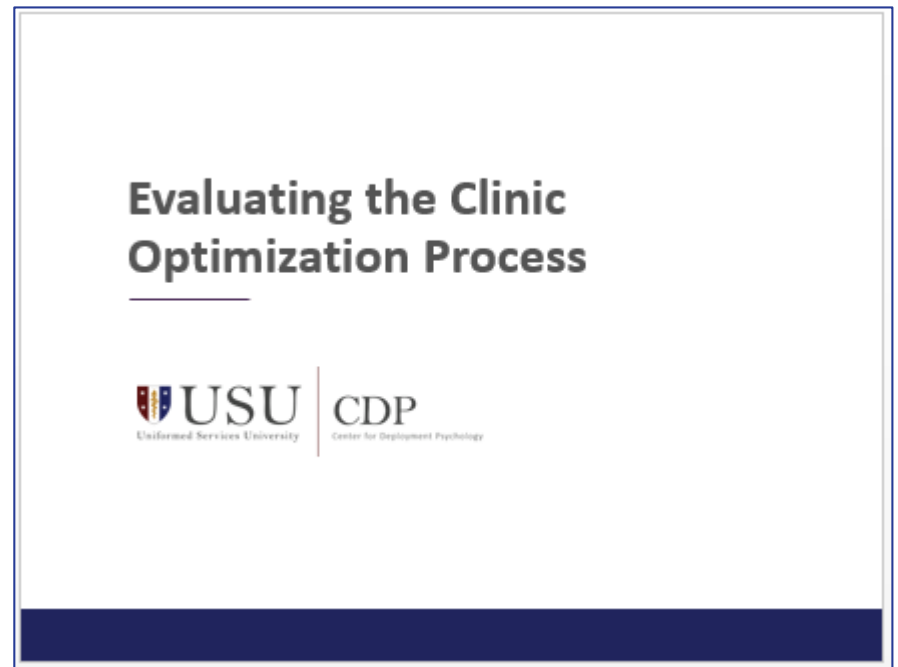 Evaluating the Clinic
Optimization Process
USU
Uniformed Services University
CDP
Center for Deployment Psychology